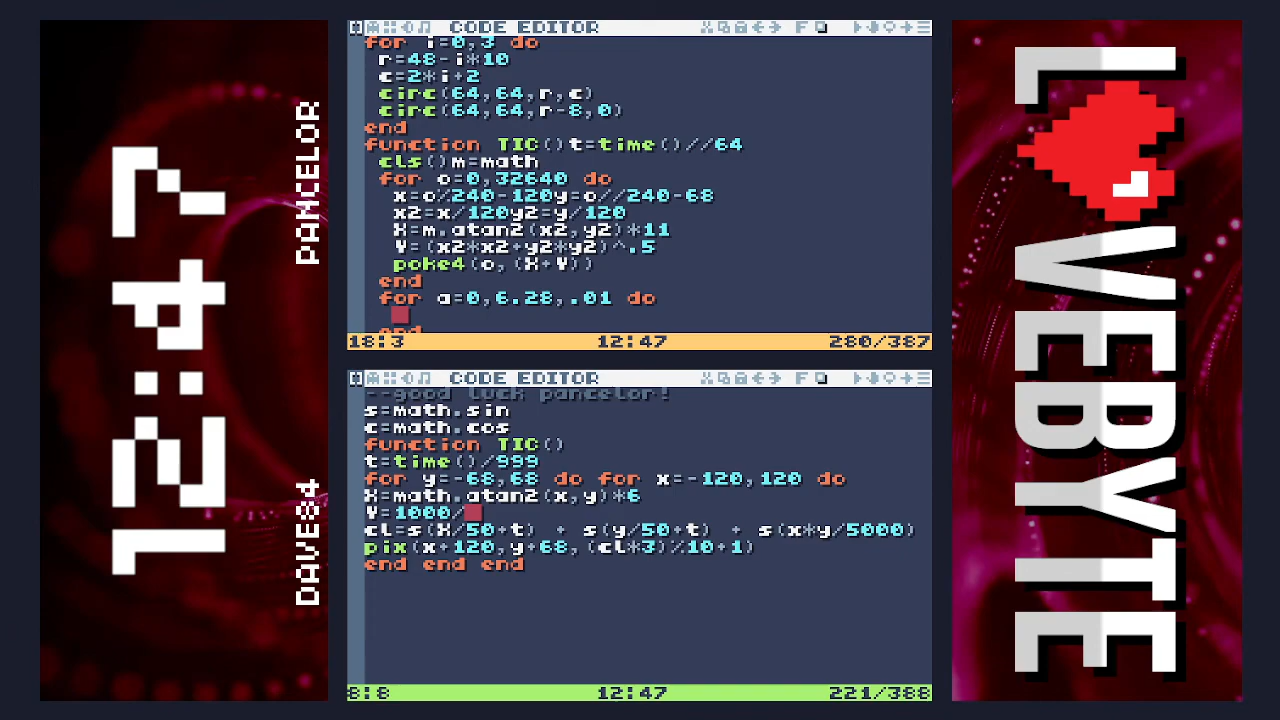 12:47
PANCELOR
DAVE84
CODE EDITOR
for i=0,3 do
r=48-i*10
c=2*i+2
circ(64,64,r,c)
circ(64,64,r-8,0)
end
function TIC()t=time()//64
cls()m=math
for o=0,32640 do
x=o%240-120y=o//240-68
x2=x/120y2=y/120
X=m.atan2(x2,y2)*11
Y=(x2*x2+y2*y2)^.5
poke4(o,(X+Y))
end
for a=0,6.28,.01 do
end
18:3 12:47 280/387
CODE EDITOR
--good luck pancelor!
s=math.sin
c=math.cos
function TIC()
t=time()/999
for y=-68,68 do for x=-120,120 do
X=math.atan2(x,y)*6
Y=1000/
cl=s(X/50+t) + s(y/50+t) + s(x*y/5000)
pix(x+120,y+68,(cl*3)%10+1)
end end end
8:8 12:47 221/388
L VEBYTE